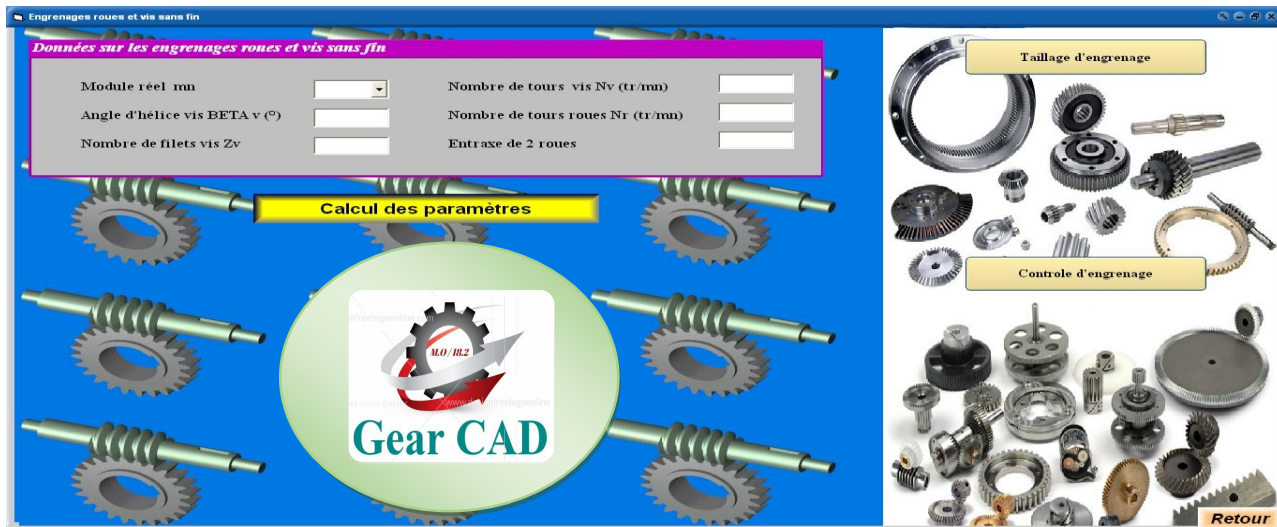 Engrenages roues et vis sans fin
Données sur les engrenages roues et vis sans fin
Module réel mn
Angle d'hélice vis BETA v (°)
Nombre de filets vis Zv
Nombre de tours vis Nv (tr/mn)
Nombre de tours roues Nr (tr/mn)
Entraxe de 2 roues
Calcul des paramètres
M.O/18.2
Gear CAD
Taillage d'engrenage
Controle d'engrenage
Retour